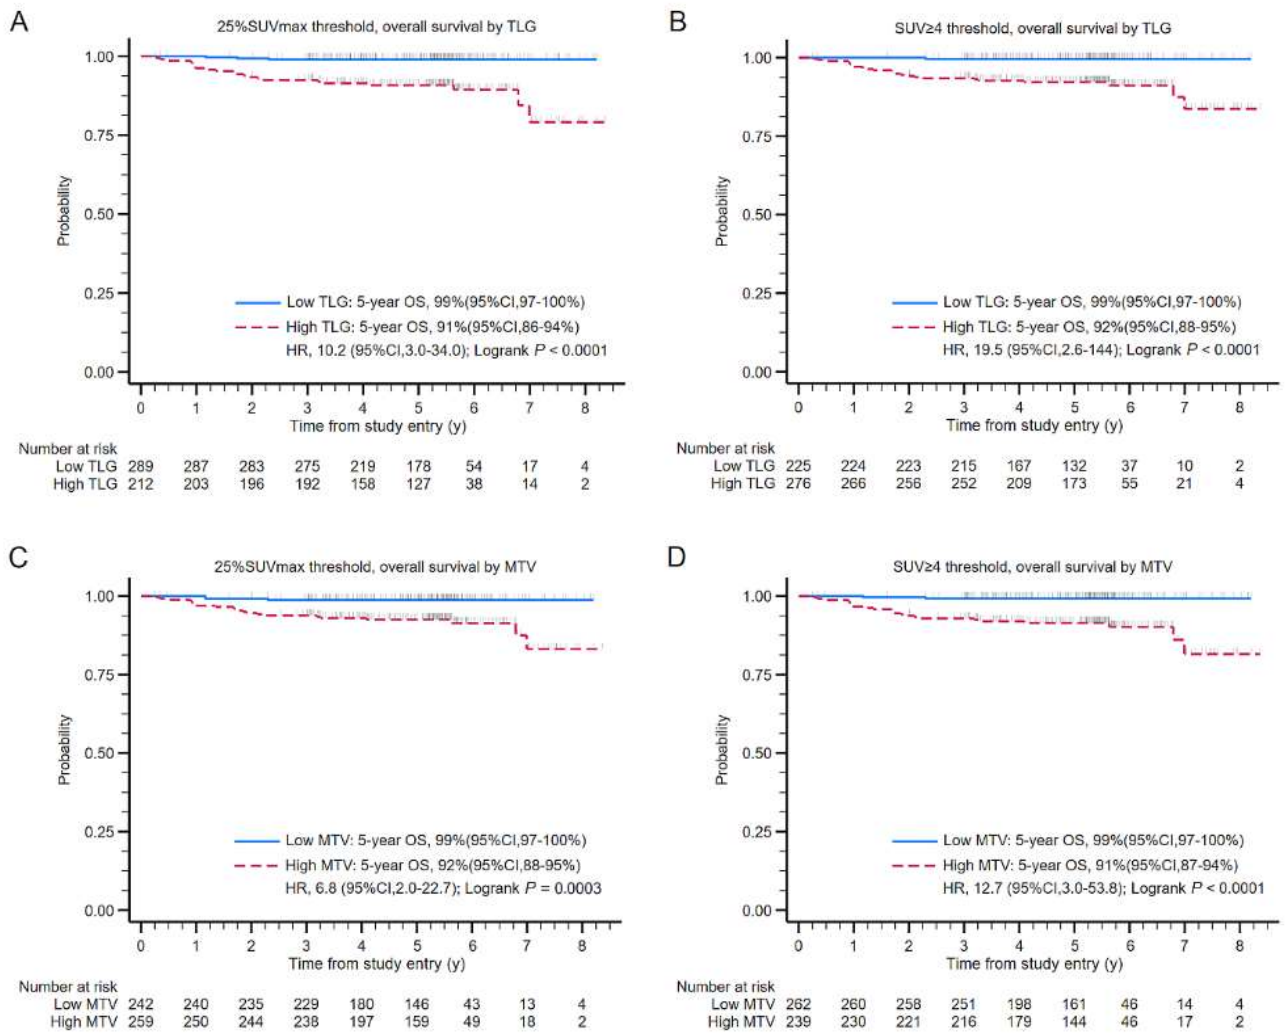 A
25%SUVmax threshold, overall survival by TLG
1.00
0.75
0.50
0.25
0.00
Probability
Low TLG: 5-year OS, 99%(95%CI,97-100%)
High TLG: 5-year OS, 91%(95%CI,86-94%)
HR, 10.2 (95%CI,3.0-34.0); Logrank P < 0.0001
0 1 2 3 4 5 6 7 8
Time from study entry (y)
Number at risk
Low TLG 289 287 283 275 219 178 54 17 4
High TLG 212 203 196 192 158 127 38 14 2
B
SUV≥4 threshold, overall survival by TLG
1.00
0.75
0.50
0.25
0.00
Probability
Low TLG: 5-year OS, 99%(95%CI,97-100%)
High TLG: 5-year OS, 92%(95%CI,88-95%)
HR, 19.5 (95%CI,2.6-144); Logrank P < 0.0001
0 1 2 3 4 5 6 7 8
Time from study entry (y)
Number at risk
Low TLG 225 224 223 215 167 132 37 10 2
High TLG 276 266 256 252 209 173 55 21 4
C
25%SUVmax threshold, overall survival by MTV
1.00
0.75
0.50
0.25
0.00
Probability
Low MTV: 5-year OS, 99%(95%CI,97-100%)
High MTV: 5-year OS, 92%(95%CI,88-95%)
HR, 6.8 (95%CI,2.0-22.7); Logrank P = 0.0003
0 1 2 3 4 5 6 7 8
Time from study entry (y)
Number at risk
Low MTV 242 240 235 229 180 146 43 13 4
High MTV 259 250 244 238 197 159 49 18 2
D
SUV≥4 threshold, overall survival by MTV
1.00
0.75
0.50
0.25
0.00
Probability
Low MTV: 5-year OS, 99%(95%CI,97-100%)
High MTV: 5-year OS, 91%(95%CI,87-94%)
HR, 12.7 (95%CI,3.0-53.8); Logrank P < 0.0001
0 1 2 3 4 5 6 7 8
Time from study entry (y)
Number at risk
Low MTV 262 260 258 251 198 161 46 14 4
High MTV 239 230 221 216 179 144 46 17 2